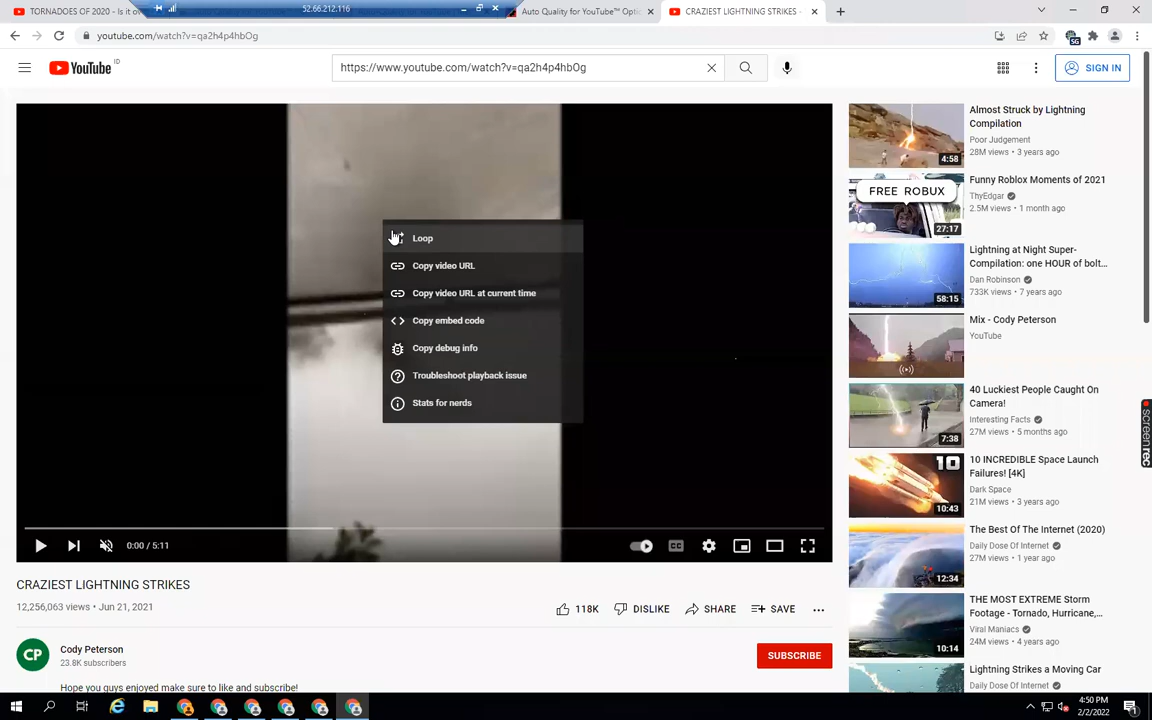 TORNADOES OF 2020 - Is it ov
52.66.212.116
Auto Quality for YouTube™ Opti
CRAZIEST LIGHTNING STRIKES -
youtube.com/watch?v=qa2h4p4hbOg
SG
YouTube ID
https://www.youtube.com/watch?v=qa2h4p4hbOg
SIGN IN
Loop
Copy video URL
Copy video URL at current time
Copy embed code
Copy debug info
Troubleshoot playback issue
Stats for nerds
0:00 / 5:11
CC
CRAZIEST LIGHTNING STRIKES
12,256,063 views • Jun 21, 2021
118K
DISLIKE
SHARE
SAVE
CP
Cody Peterson
23.8K subscribers
SUBSCRIBE
Hope you guys enjoyed make sure to like and subscribe!
4:58
Almost Struck by Lightning
Compilation
Poor Judgement
28M views • 3 years ago
FREE ROBUX
27:17
Funny Roblox Moments of 2021
ThyEdgar
2.5M views • 1 month ago
58:15
Lightning at Night Super-
Compilation: one HOUR of bolt...
Dan Robinson
733K views • 7 years ago
Mix - Cody Peterson
YouTube
7:38
40 Luckiest People Caught On
Camera!
Interesting Facts
27M views • 5 months ago
10
10:43
10 INCREDIBLE Space Launch
Failures! [4K]
Dark Space
21M views • 3 years ago
12:34
The Best Of The Internet (2020)
Daily Dose Of Internet
27M views • 1 year ago
10:14
THE MOST EXTREME Storm
Footage - Tornado, Hurricane,...
Viral Maniacs
24M views • 4 years ago
Lightning Strikes a Moving Car
Daily Dose Of Internet
screenrec
4:50 PM
2/2/2022
1